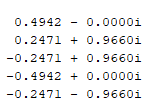 0.4942 - 0.0000i
0.2471 + 0.9660i
-0.2471 + 0.9660i
-0.4942 + 0.0000i
-0.2471 - 0.9660i